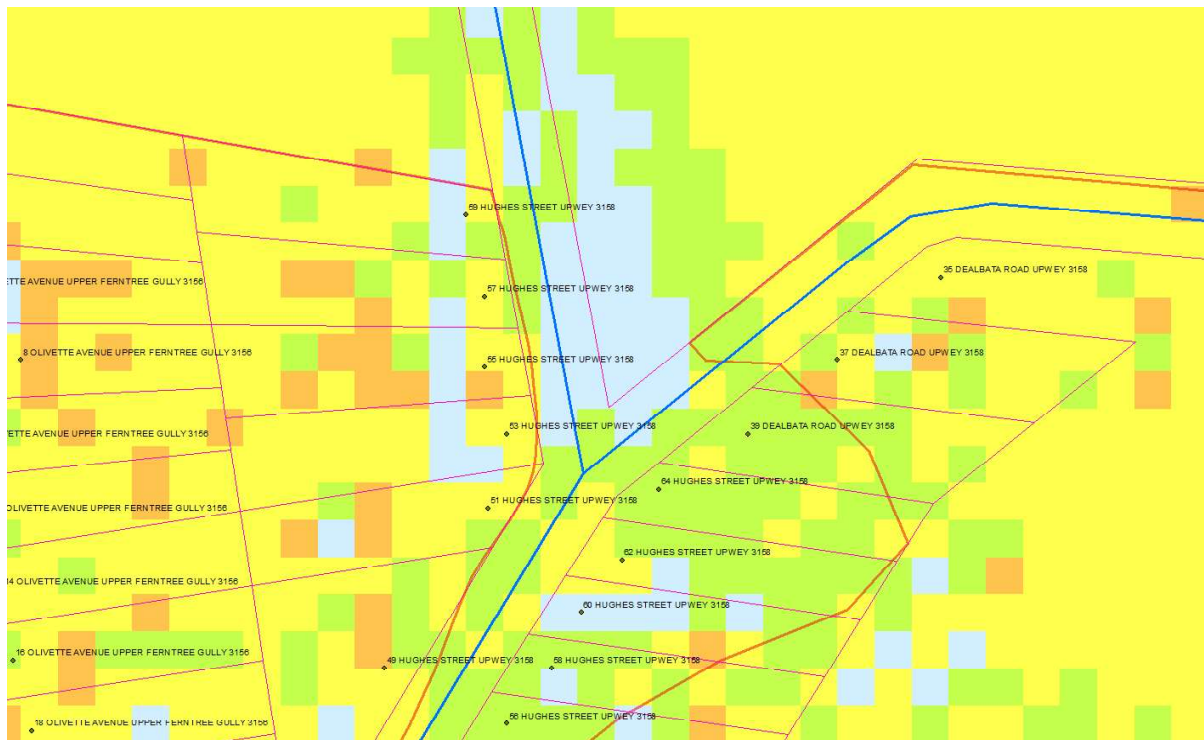 59 HUGHES STREET UPWEY 3158
35 DEALBATA ROAD UPWEY 3158
ETTE AVENUE UPPER FERNTREE GULLY 3156
57 HUGHES STREET UPWEY 3158
8 OLIVETTE AVENUE UPPER FERNTREE GULLY 3156
55 HUGHES STREET UPWEY 3158
37 DEALBATA ROAD UPWEY 3158
VETTE AVENUE UPPER FERNTREE GULLY 3156
53 HUGHES STREET UPWEY 3158
39 DEALBATA ROAD UPWEY 3158
OLIVETTE AVENUE UPPER FERNTREE GULLY 3156
51 HUGHES STREET UPWEY 3158
64 HUGHES STREET UPWEY 3158
62 HUGHES STREET UPWEY 3158
14 OLIVETTE AVENUE UPPER FERNTREE GULLY 3156
60 HUGHES STREET UPWEY 3158
16 OLIVETTE AVENUE UPPER FERNTREE GULLY 3156
49 HUGHES STREET UPWEY 3158
58 HUGHES STREET UPWEY 3158
18 OLIVETTE AVENUE UPPER FERNTREE GULLY 3156
56 HUGHES STREET UPWEY 3158